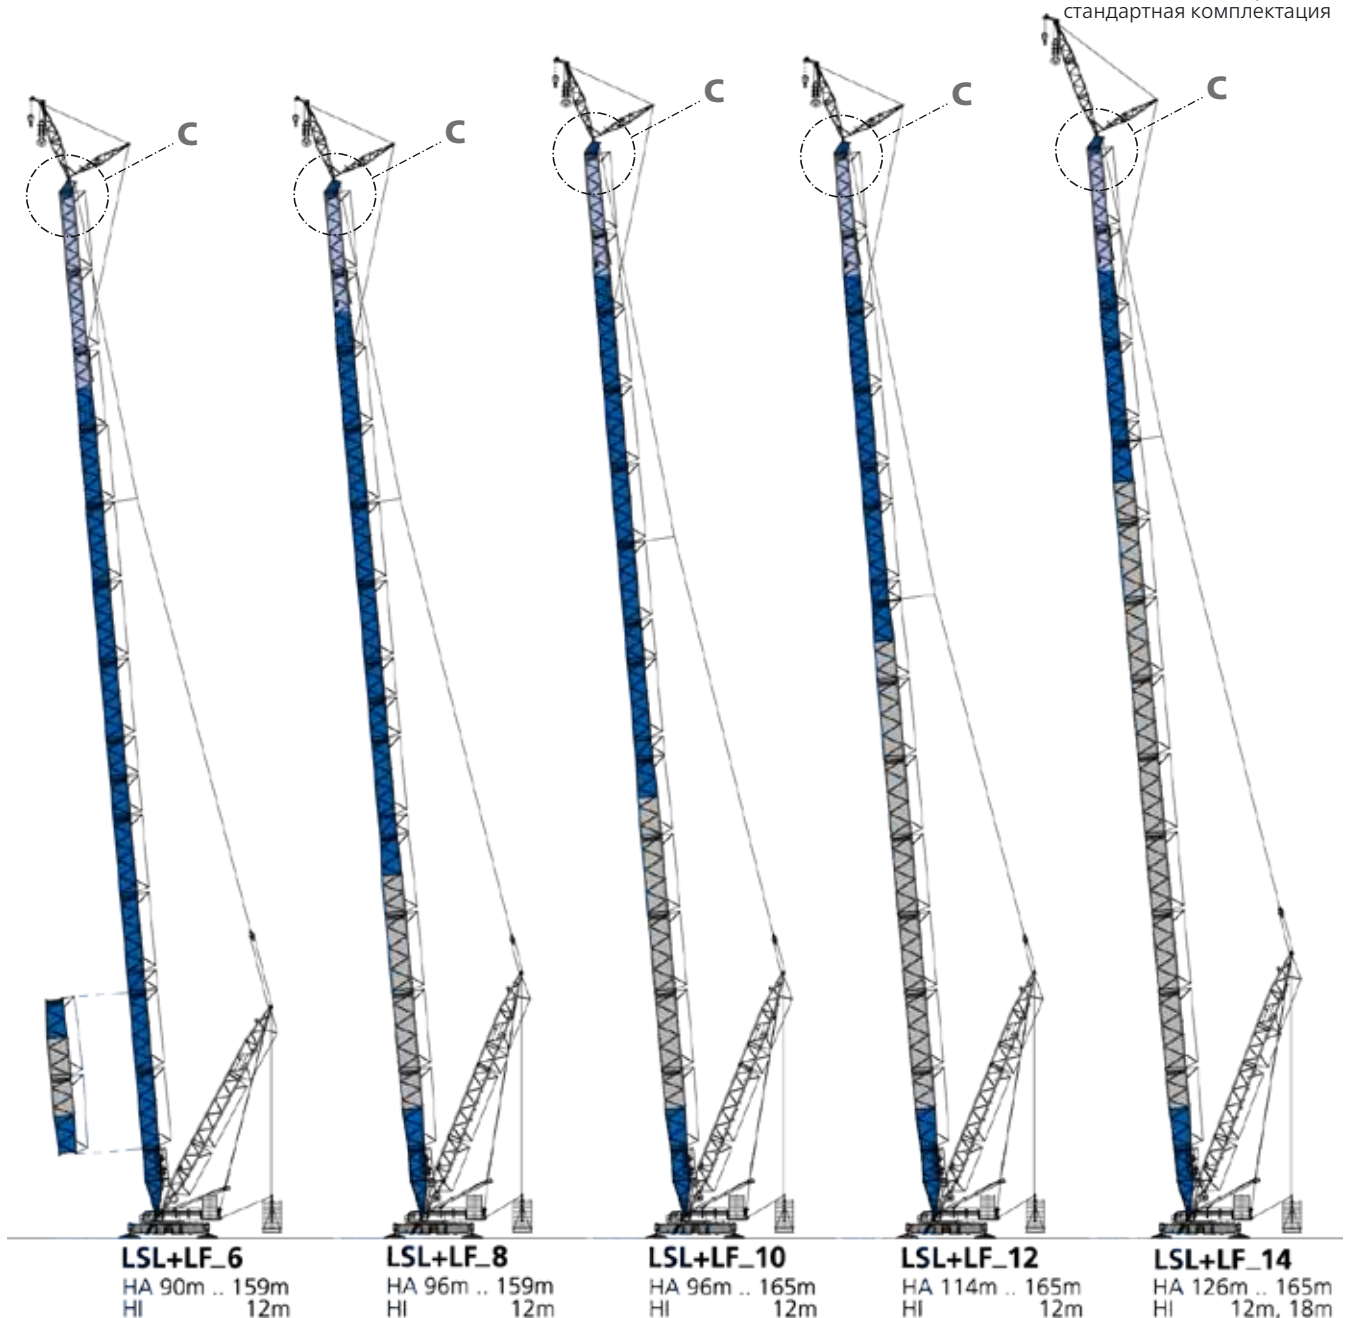 стандартная комплектация
C
C
C
C
C
LSL+LF_6
HA 90m .. 159m
HI 12m
LSL+LF_8
HA 96m .. 159m
HI 12m
LSL+LF_10
HA 96m .. 165m
HI 12m
LSL+LF_12
HA 114m .. 165m
HI 12m
LSL+LF_14
HA 126m .. 165m
HI 12m, 18m